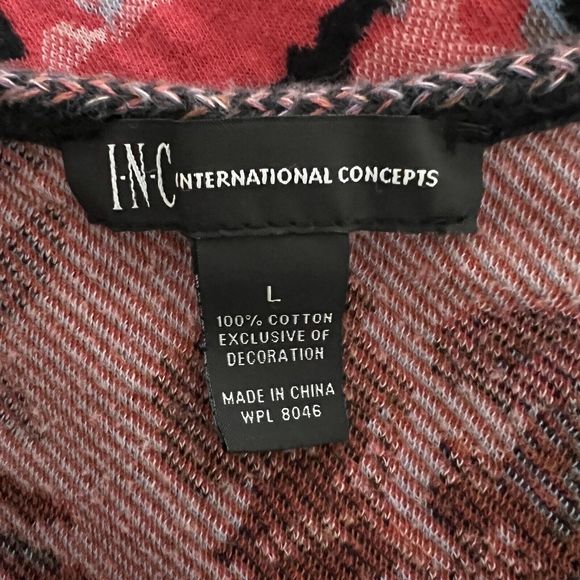 I·N·C INTERNATIONAL CONCEPTS
L
100% COTTON
EXCLUSIVE OF
DECORATION
MADE IN CHINA
WPL 8046